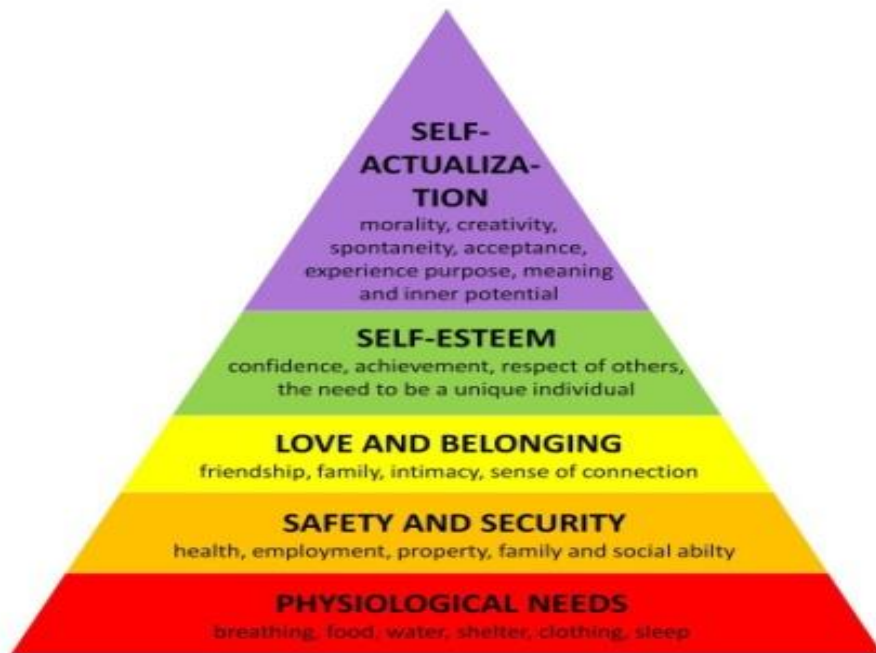 SELF-
ACTUALIZA-
TION
morality, creativity,
spontaneity, acceptance,
experience purpose, meaning
and inner potential
SELF-ESTEEM
confidence, achievement, respect of others,
the need to be a unique individual
LOVE AND BELONGING
friendship, family, intimacy, sense of connection
SAFETY AND SECURITY
health, employment, property, family and social abilty
PHYSIOLOGICAL NEEDS
breathing, food, water, shelter, clothing, sleep